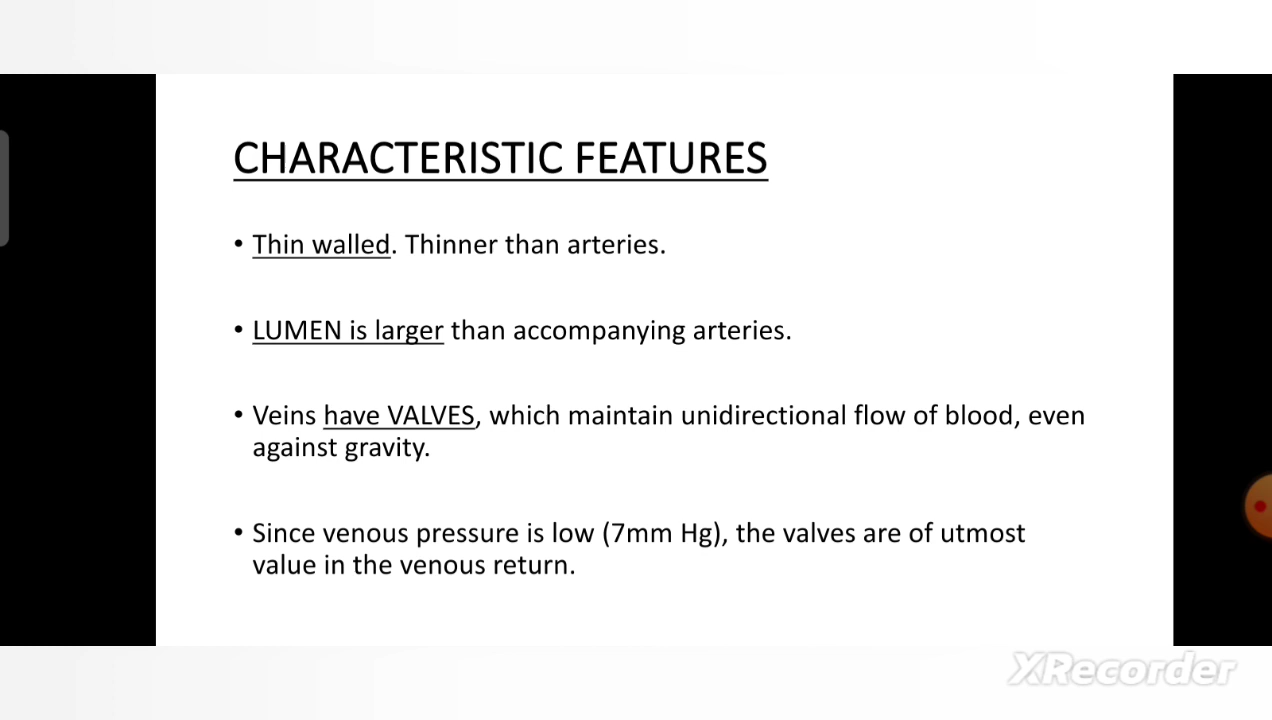 CHARACTERISTIC FEATURES
• Thin walled. Thinner than arteries.
• LUMEN is larger than accompanying arteries.
• Veins have VALVES, which maintain unidirectional flow of blood, even
against gravity.
• Since venous pressure is low (7mm Hg), the valves are of utmost
value in the venous return.
XRecorder